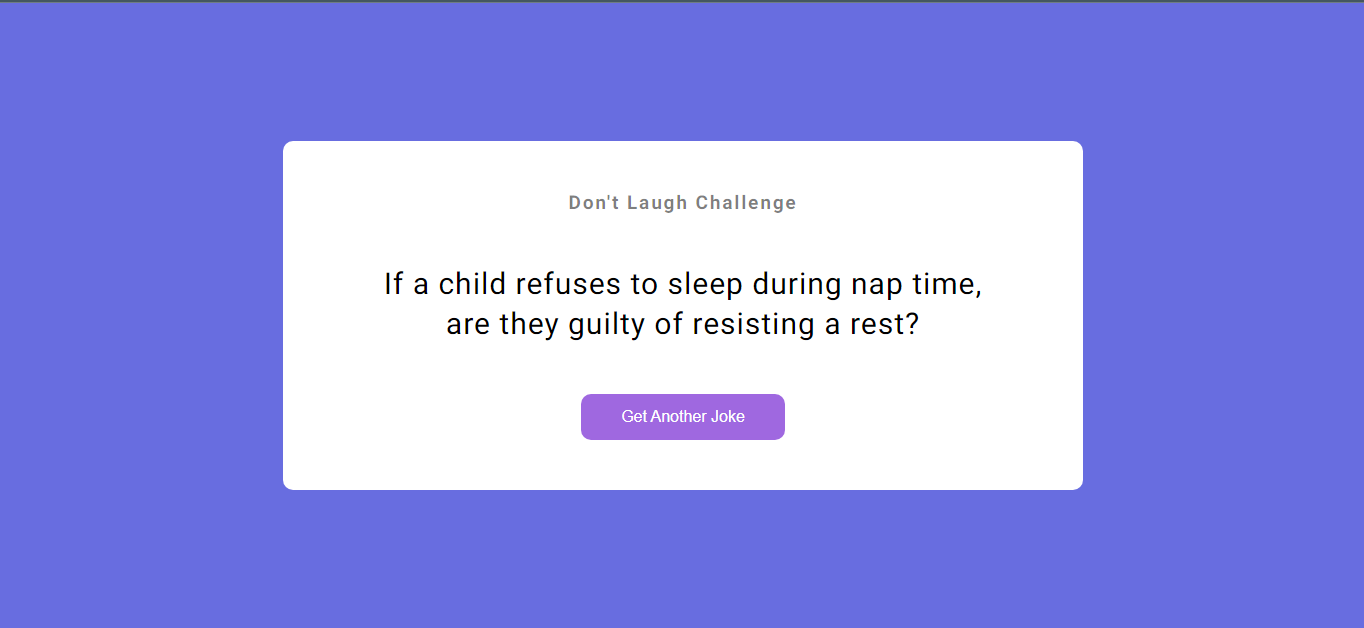 Don't Laugh Challenge
If a child refuses to sleep during nap time,
are they guilty of resisting a rest?
Get Another Joke